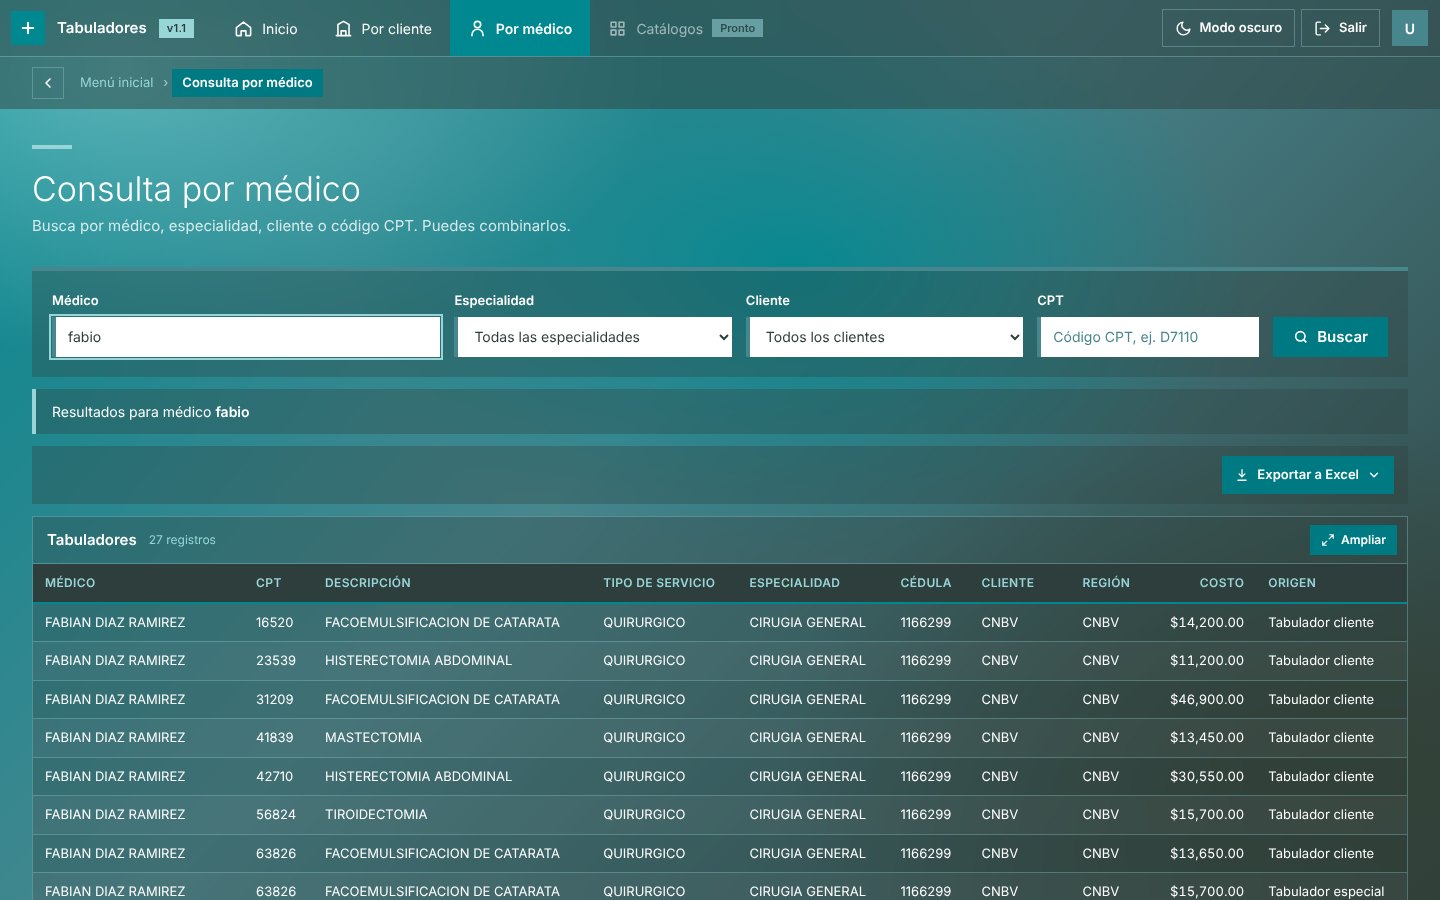 Tabuladores v1.1 Inicio Por cliente Por médico Catálogos Pronto Modo oscuro Salir U
Menú inicial › Consulta por médico
Consulta por médico
Busca por médico, especialidad, cliente o código CPT. Puedes combinarlos.
Médico Especialidad Cliente CPT
fabio Todas las especialidades Todos los clientes Código CPT, ej. D7110 Buscar
Resultados para médico fabio
Exportar a Excel
Tabuladores 27 registros Ampliar
MÉDICO CPT DESCRIPCIÓN TIPO DE SERVICIO ESPECIALIDAD CÉDULA CLIENTE REGIÓN COSTO ORIGEN
FABIAN DIAZ RAMIREZ 16520 FACOEMULSIFICACION DE CATARATA QUIRURGICO CIRUGIA GENERAL 1166299 CNBV CNBV $14,200.00 Tabulador cliente
FABIAN DIAZ RAMIREZ 23539 HISTERECTOMIA ABDOMINAL QUIRURGICO CIRUGIA GENERAL 1166299 CNBV CNBV $11,200.00 Tabulador cliente
FABIAN DIAZ RAMIREZ 31209 FACOEMULSIFICACION DE CATARATA QUIRURGICO CIRUGIA GENERAL 1166299 CNBV CNBV $46,900.00 Tabulador cliente
FABIAN DIAZ RAMIREZ 41839 MASTECTOMIA QUIRURGICO CIRUGIA GENERAL 1166299 CNBV CNBV $13,450.00 Tabulador cliente
FABIAN DIAZ RAMIREZ 42710 HISTERECTOMIA ABDOMINAL QUIRURGICO CIRUGIA GENERAL 1166299 CNBV CNBV $30,550.00 Tabulador cliente
FABIAN DIAZ RAMIREZ 56824 TIROIDECTOMIA QUIRURGICO CIRUGIA GENERAL 1166299 CNBV CNBV $15,700.00 Tabulador cliente
FABIAN DIAZ RAMIREZ 63826 FACOEMULSIFICACION DE CATARATA QUIRURGICO CIRUGIA GENERAL 1166299 CNBV CNBV $13,650.00 Tabulador cliente
FABIAN DIAZ RAMIREZ 63826 FACOEMULSIFICACION DE CATARATA QUIRURGICO CIRUGIA GENERAL 1166299 CNBV CNBV $15,700.00 Tabulador especial